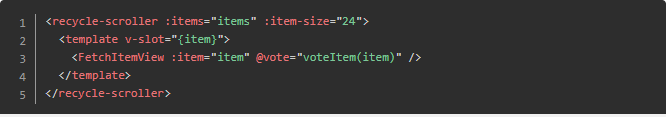 1 <recycle-scroller :items="items" :item-size="24">
2   <template v-slot="{item}">
3     <FetchItemView :item="item" @vote="voteItem(item)" />
4   </template>
5 </recycle-scroller>